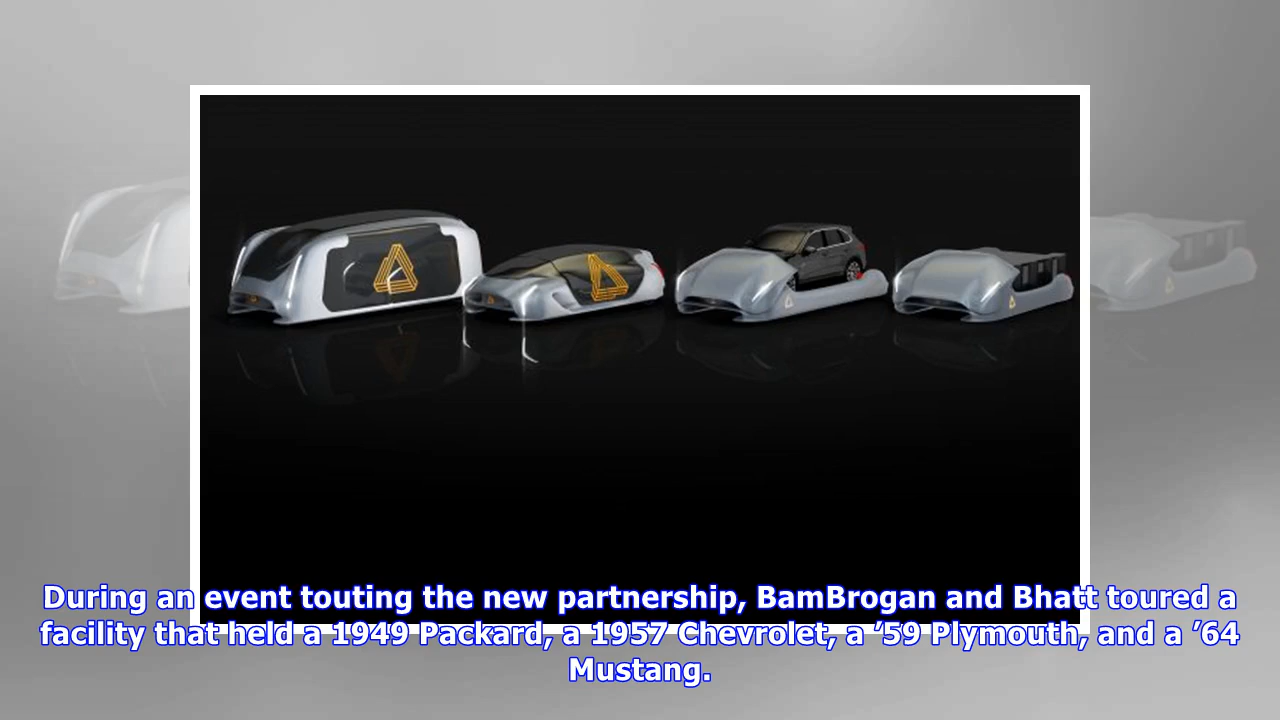 During an event touting the new partnership, BamBrogan and Bhatt toured a
facility that held a 1949 Packard, a 1957 Chevrolet, a ’59 Plymouth, and a ’64
Mustang.